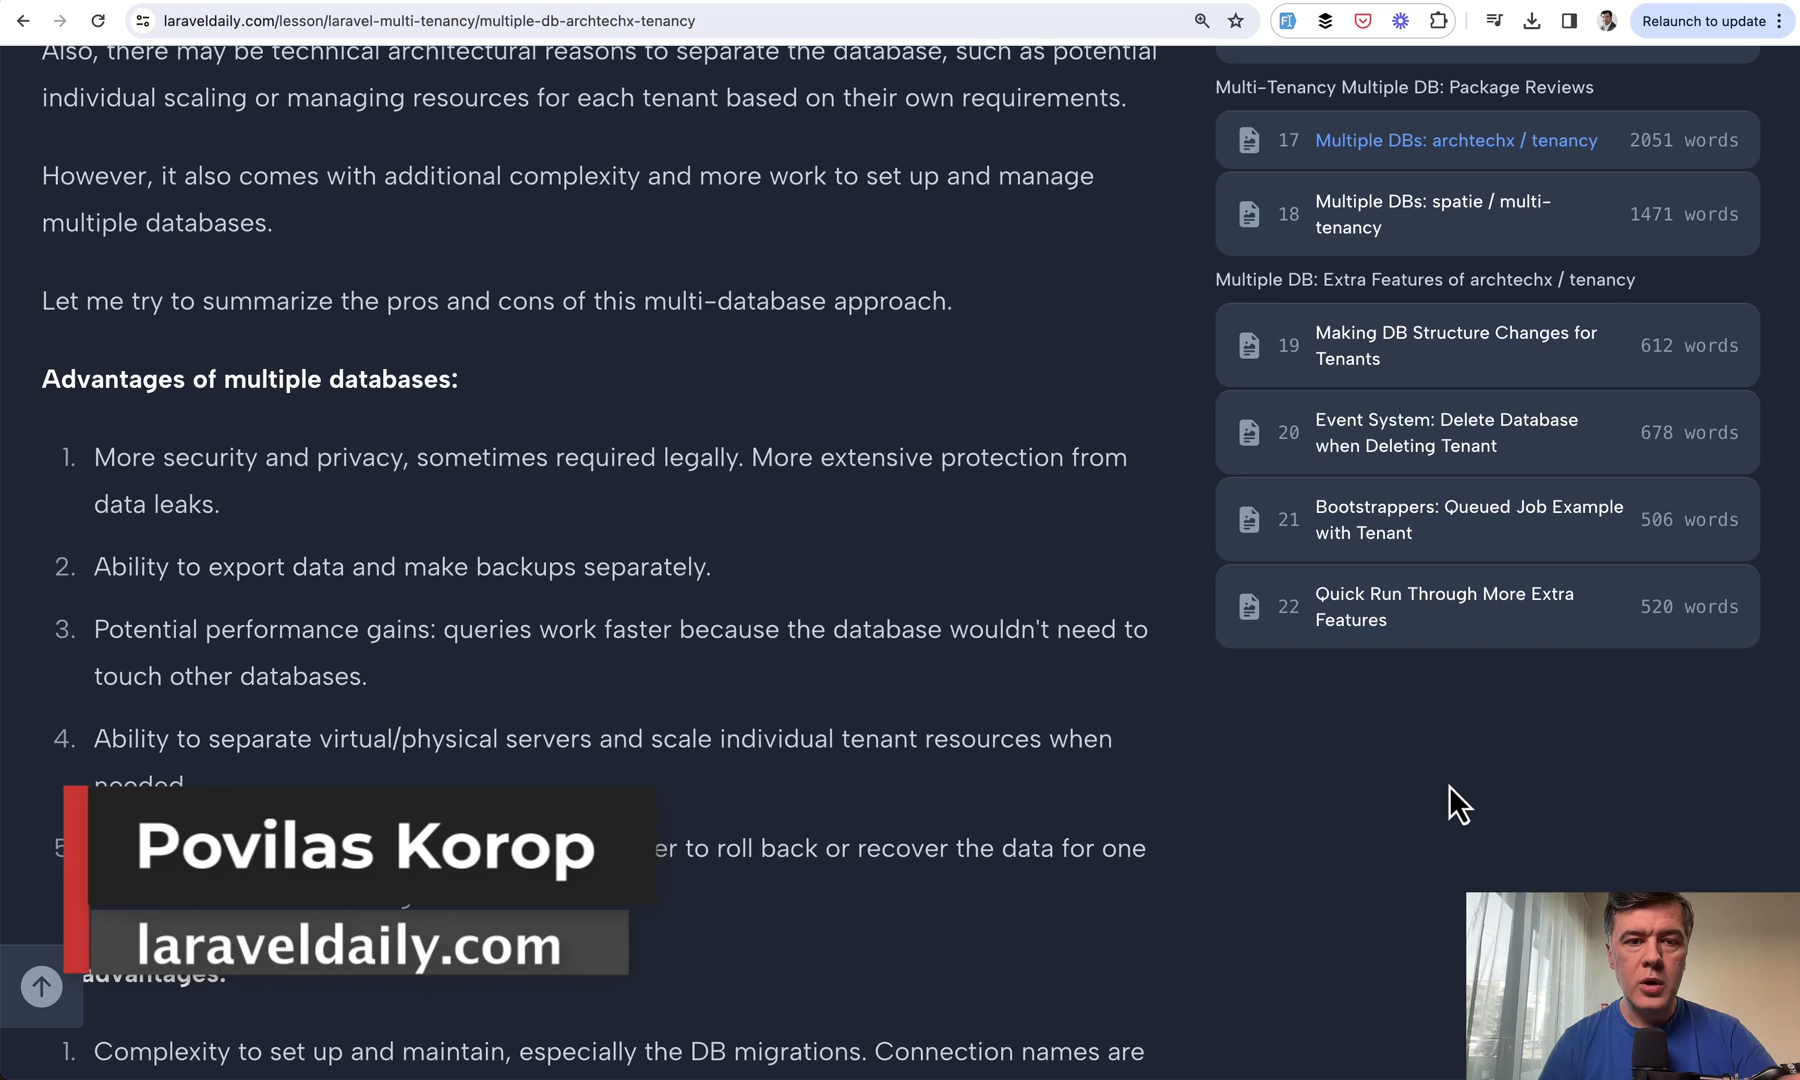 laraveldaily.com/lesson/laravel-multi-tenancy/multiple-db-archtechx-tenancy
Relaunch to update
Also, there may be technical architectural reasons to separate the database, such as potential
individual scaling or managing resources for each tenant based on their own requirements.
However, it also comes with additional complexity and more work to set up and manage
multiple databases.
Let me try to summarize the pros and cons of this multi-database approach.
Advantages of multiple databases:
1. More security and privacy, sometimes required legally. More extensive protection from
data leaks.
2. Ability to export data and make backups separately.
3. Potential performance gains: queries work faster because the database wouldn't need to
touch other databases.
4. Ability to separate virtual/physical servers and scale individual tenant resources when
needed
5 er to roll back or recover the data for one
Povilas Korop
laraveldaily.com
advantages:
1. Complexity to set up and maintain, especially the DB migrations. Connection names are
Multi-Tenancy Multiple DB: Package Reviews
17 Multiple DBs: archtechx / tenancy 2051 words
18 Multiple DBs: spatie / multi-
tenancy 1471 words
Multiple DB: Extra Features of archtechx / tenancy
19 Making DB Structure Changes for
Tenants 612 words
20 Event System: Delete Database
when Deleting Tenant 678 words
21 Bootstrappers: Queued Job Example
with Tenant 506 words
22 Quick Run Through More Extra
Features 520 words